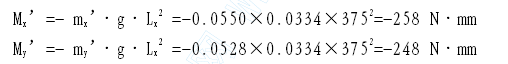 Mx’ =- mx’· g · Lx² =-0.0550×0.0334×375²=-258 N· mm
My’ =- my’· g · Lx² =-0.0528×0.0334×375²=-248 N· mm